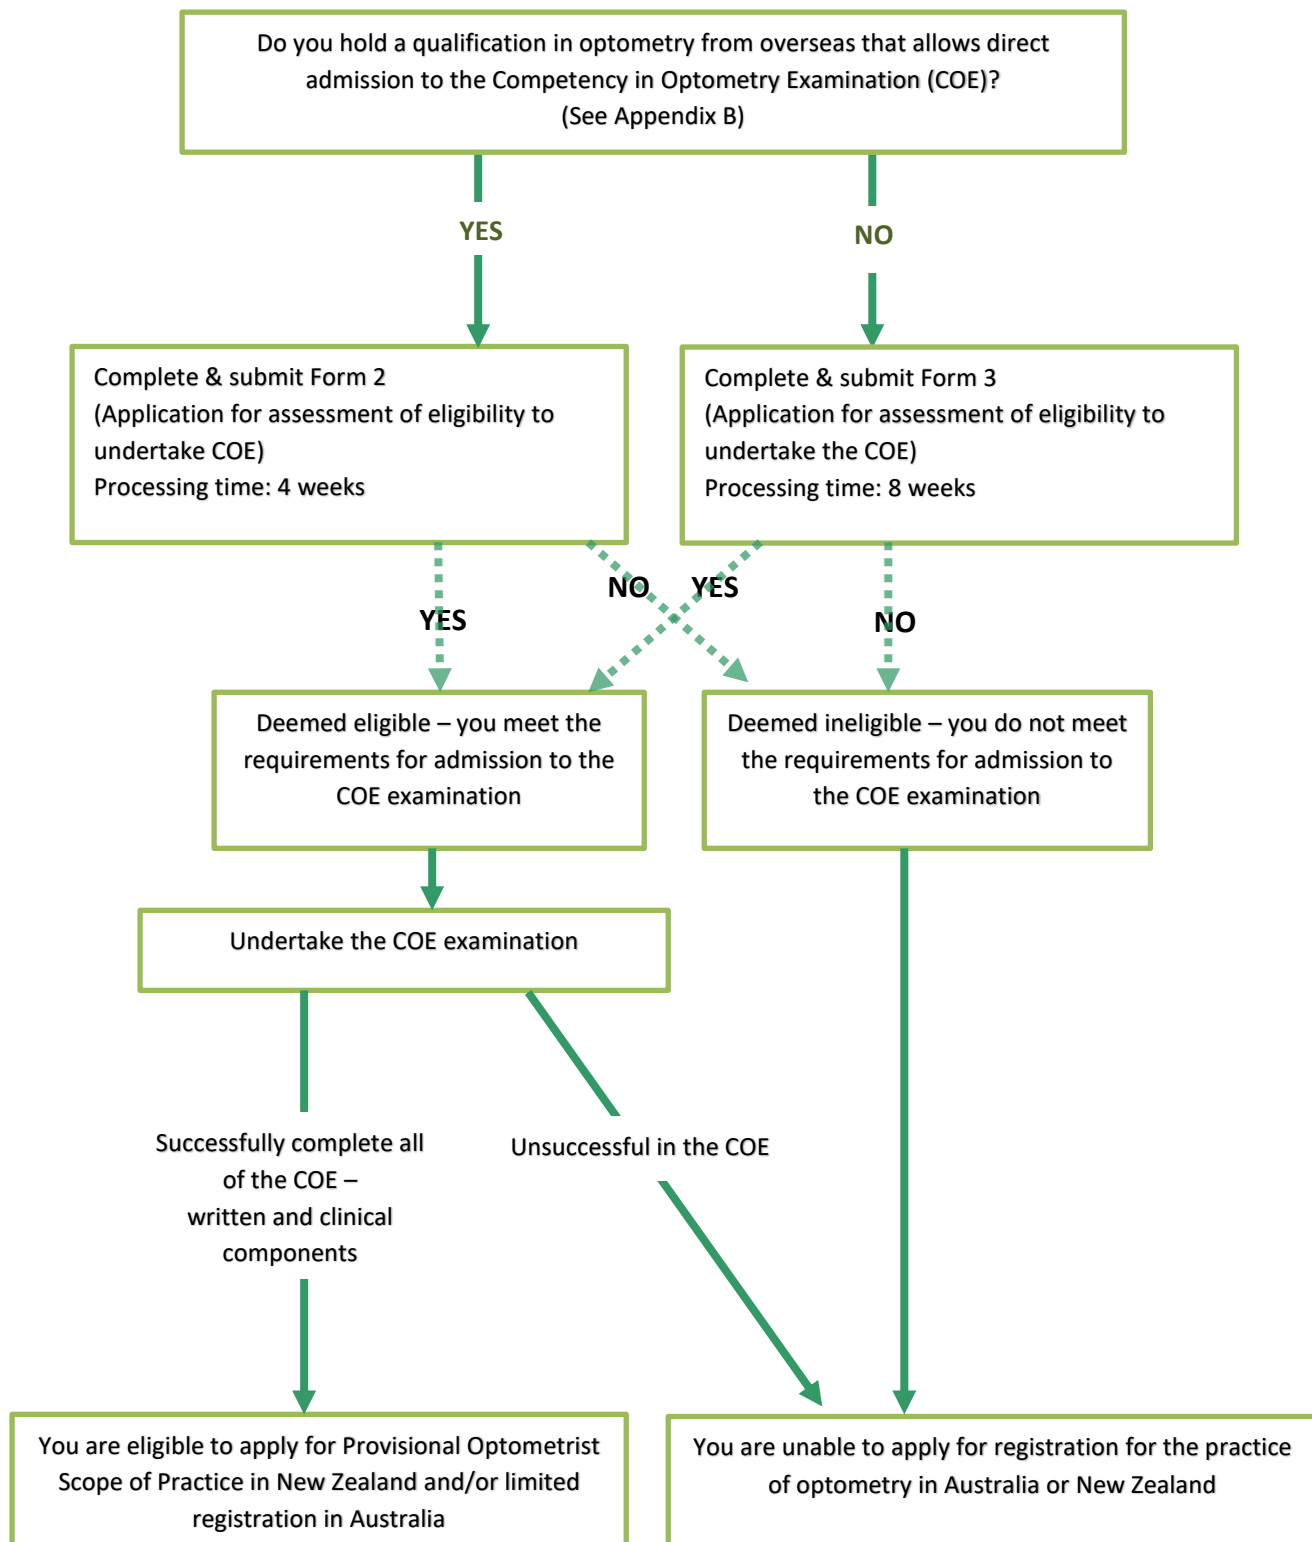 Do you hold a qualification in optometry from overseas that allows direct
admission to the Competency in Optometry Examination (COE)?
(See Appendix B)
YES
NO
Complete & submit Form 2
(Application for assessment of eligibility to
undertake COE)
Processing time: 4 weeks
Complete & submit Form 3
(Application for assessment of eligibility to
undertake the COE)
Processing time: 8 weeks
NO
YES
YES
NO
Deemed eligible – you meet the
requirements for admission to the
COE examination
Deemed ineligible – you do not meet
the requirements for admission to
the COE examination
Undertake the COE examination
Successfully complete all
of the COE –
written and clinical
components
Unsuccessful in the COE
You are eligible to apply for Provisional Optometrist
Scope of Practice in New Zealand and/or limited
registration in Australia
You are unable to apply for registration for the practice
of optometry in Australia or New Zealand